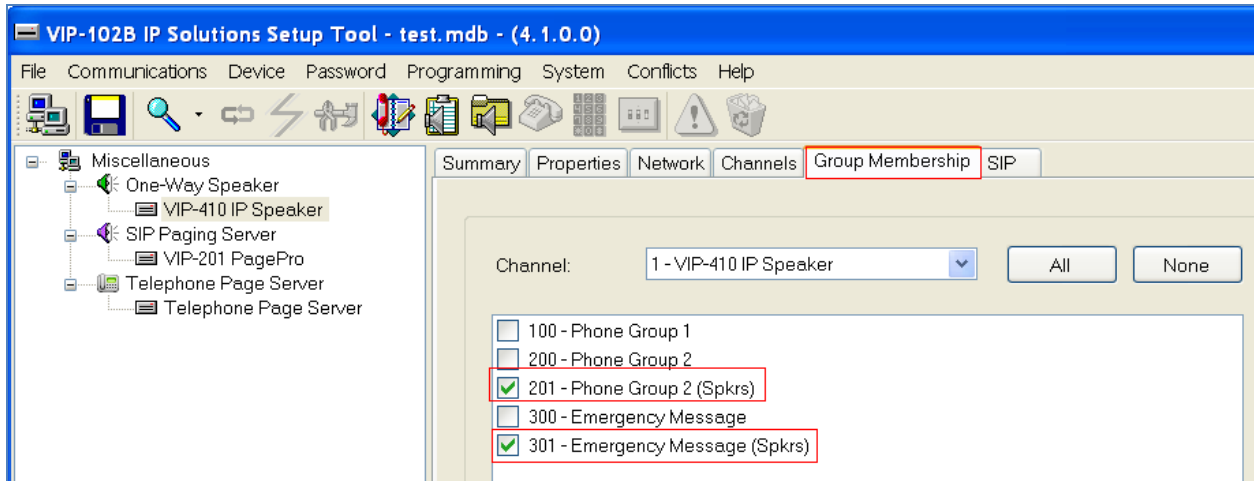 VIP-102B IP Solutions Setup Tool - test.mdb - (4.1.0.0)
File Communications Device Password Programming System Conflicts Help
Miscellaneous
One-Way Speaker
VIP-410 IP Speaker
SIP Paging Server
VIP-201 PagePro
Telephone Page Server
Telephone Page Server
Summary Properties Network Channels Group Membership SIP
Channel: 1 - VIP-410 IP Speaker All None
100 - Phone Group 1
200 - Phone Group 2
201 - Phone Group 2 (Spkrs)
300 - Emergency Message
301 - Emergency Message (Spkrs)